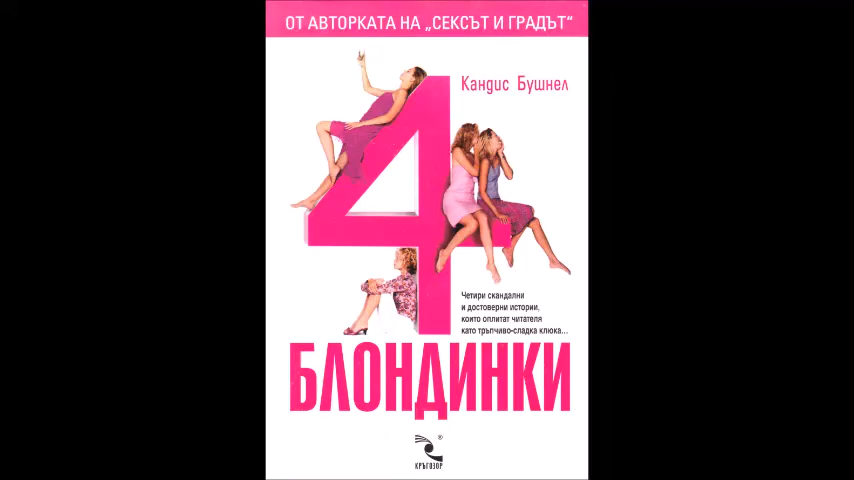 ОТ АВТОРКАТА НА „СЕКСЪТ И ГРАДЪТ“
Кандис Бушнел
4
Четири скандални
и достоверни истории,
които оплитат читателя
като тръпчиво-сладка клюка...
БЛОНДИНКИ
®
КРЪГОЗОР